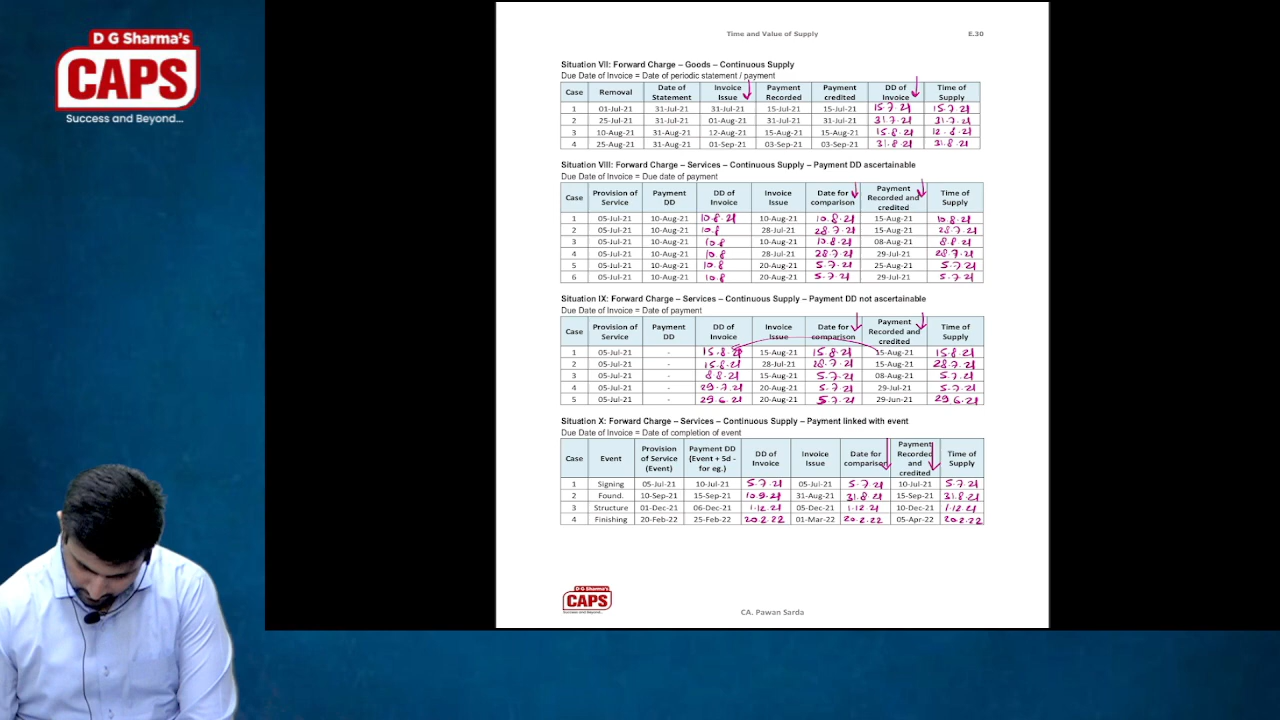 D G Sharma's
CAPS
Success and Beyond...
Time and Value of Supply E.30
Situation VII: Forward Charge – Goods – Continuous Supply
Due Date of Invoice = Date of periodic statement / payment
Case Removal Date of Statement Invoice Issue Payment Recorded Payment credited DD of Invoice Time of Supply
1 01-Jul-21 31-Jul-21 31-Jul-21 15-Jul-21 15-Jul-21 15.7.21 15.7.21
2 25-Jul-21 31-Jul-21 01-Aug-21 31-Jul-21 31-Jul-21 31.7.21 31.7.21
3 10-Aug-21 31-Aug-21 12-Aug-21 15-Aug-21 15-Aug-21 15.8.21 12.8.21
4 25-Aug-21 31-Aug-21 01-Sep-21 03-Sep-21 03-Sep-21 31.8.21 31.8.21
Situation VIII: Forward Charge – Services – Continuous Supply – Payment DD ascertainable
Due Date of Invoice = Due date of payment
Case Provision of Service Payment DD DD of Invoice Invoice Issue Date for comparison Payment Recorded and credited Time of Supply
1 05-Jul-21 10-Aug-21 10.8.21 10-Aug-21 10.8.21 15-Aug-21 10.8.21
2 05-Jul-21 10-Aug-21 10.8 28-Jul-21 28.7.21 15-Aug-21 28.7.21
3 05-Jul-21 10-Aug-21 10.8 10-Aug-21 10.8.21 08-Aug-21 8.8.21
4 05-Jul-21 10-Aug-21 10.8 28-Jul-21 28.7.21 29-Jul-21 28.7.21
5 05-Jul-21 10-Aug-21 10.8 20-Aug-21 5.7.21 25-Aug-21 5.7.21
6 05-Jul-21 10-Aug-21 10.8 20-Aug-21 5.7.21 29-Jul-21 5.7.21
Situation IX: Forward Charge – Services – Continuous Supply – Payment DD not ascertainable
Due Date of Invoice = Date of payment
Case Provision of Service Payment DD DD of Invoice Invoice Issue Date for comparison Payment Recorded and credited Time of Supply
1 05-Jul-21 - 15.8.21 15-Aug-21 15.8.21 15-Aug-21 15.8.21
2 05-Jul-21 - 15.8.21 28-Jul-21 28.7.21 15-Aug-21 28.7.21
3 05-Jul-21 - 8.8.21 15-Aug-21 5.7.21 08-Aug-21 5.7.21
4 05-Jul-21 - 29.7.21 20-Aug-21 5.7.21 29-Jul-21 5.7.21
5 05-Jul-21 - 29.6.21 20-Aug-21 5.7.21 29-Jun-21 29.6.21
Situation X: Forward Charge – Services – Continuous Supply – Payment linked with event
Due Date of Invoice = Date of completion of event
Case Event Provision of Service (Event) Payment DD (Event + 5d - for eg.) DD of Invoice Invoice Issue Date for comparison Payment Recorded and credited Time of Supply
1 Signing 05-Jul-21 10-Jul-21 5.7.21 05-Jul-21 5.7.21 10-Jul-21 5.7.21
2 Found. 10-Sep-21 15-Sep-21 10.9.21 31-Aug-21 31.8.21 15-Sep-21 31.8.21
3 Structure 01-Dec-21 06-Dec-21 1.12.21 05-Dec-21 1.12.21 10-Dec-21 1.12.21
4 Finishing 20-Feb-22 25-Feb-22 20.2.22 01-Mar-22 20.2.22 05-Apr-22 20.2.22
D G Sharma's
CAPS
Success and Beyond...
CA. Pawan Sarda